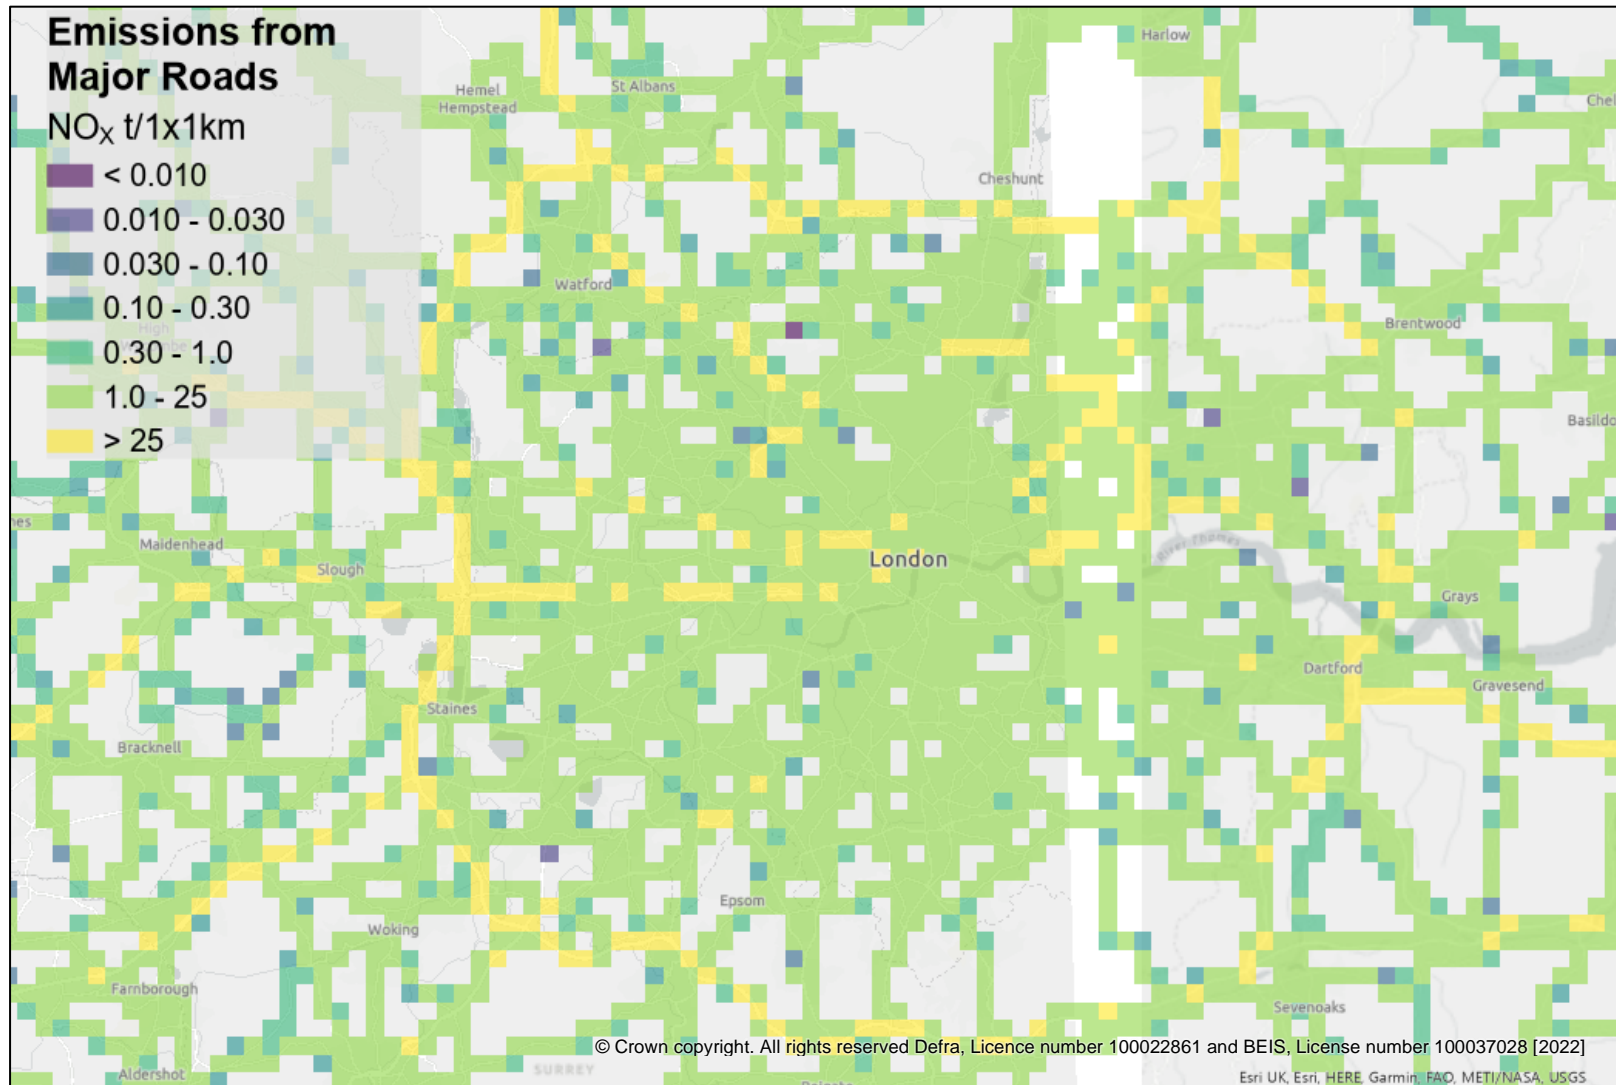 Emissions from
Major Roads
NOX t/1x1km
< 0.010
0.010 - 0.030
0.030 - 0.10
0.10 - 0.30
0.30 - 1.0
1.0 - 25
> 25
Harlow
Hemel
Hempstead
St Albans
Cheshunt
Watford
High
Brentwood
Maidenhead
Slough
London
River Thames
Grays
Dartford
Gravesend
Staines
Bracknell
Epsom
Woking
Farnborough
Sevenoaks
Aldershot
SURREY
© Crown copyright. All rights reserved Defra, Licence number 100022861 and BEIS, License number 100037028 [2022]
Esri UK, Esri, HERE, Garmin, FAO, METI/NASA, USGS